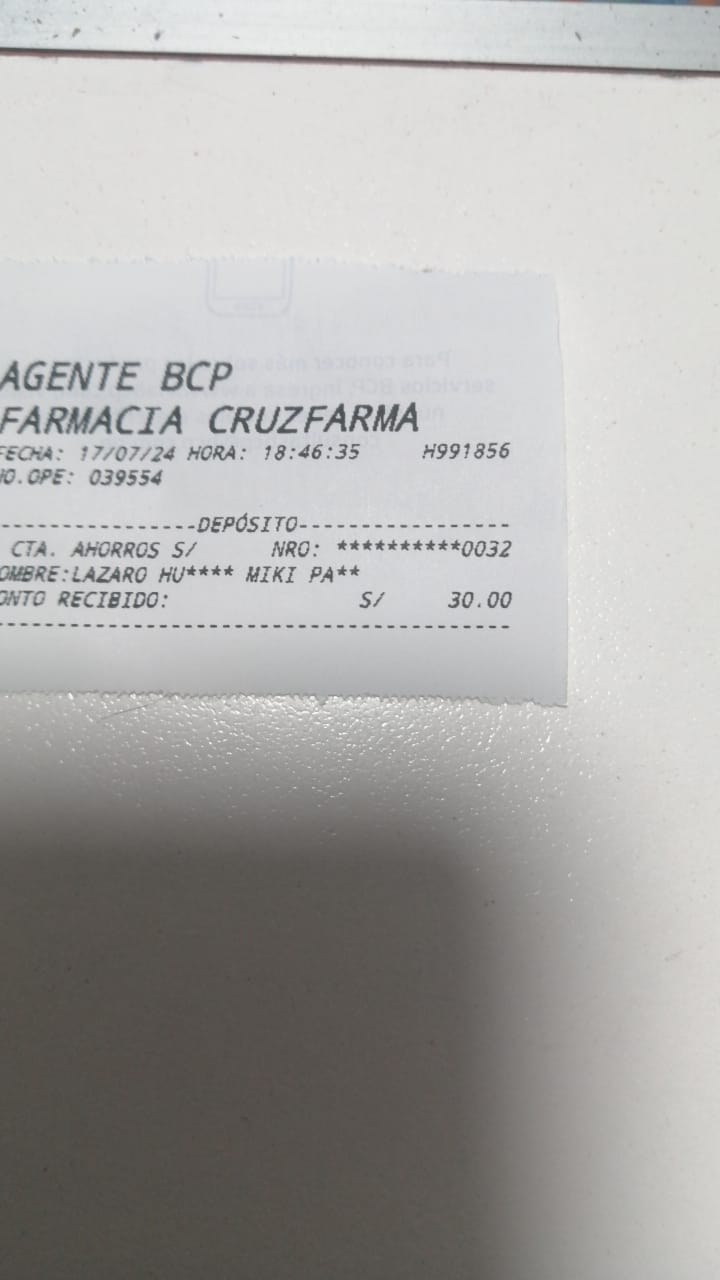 AGENTE BCP
FARMACIA CRUZFARMA
FECHA: 17/07/24 HORA: 18:46:35 H991856
NO.OPE: 039554
-----------------DEPÓSITO------------------
CTA. AHORROS S/ NRO: **********0032
OMBRE:LAZARO HU**** MIKI PA**
ONTO RECIBIDO: S/ 30.00